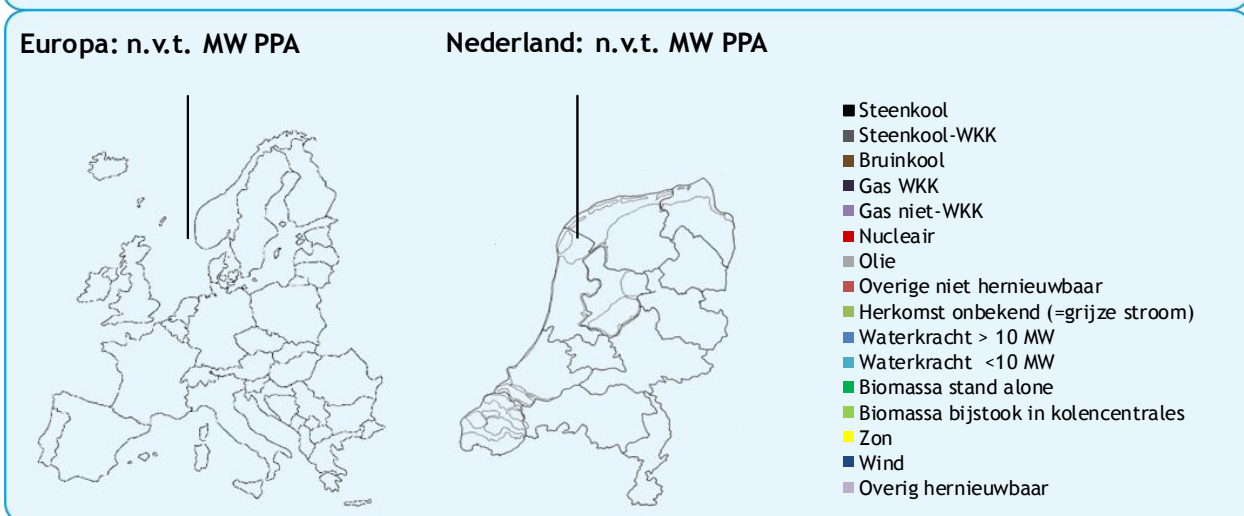 Europa: n.v.t. MW PPA
Nederland: n.v.t. MW PPA
Steenkool
Steenkool-WKK
Bruinkool
Gas WKK
Gas niet-WKK
Nucleair
Olie
Overige niet hernieuwbaar
Herkomst onbekend (=grijze stroom)
Waterkracht > 10 MW
Waterkracht <10 MW
Biomassa stand alone
Biomassa bijstook in kolencentrales
Zon
Wind
Overig hernieuwbaar